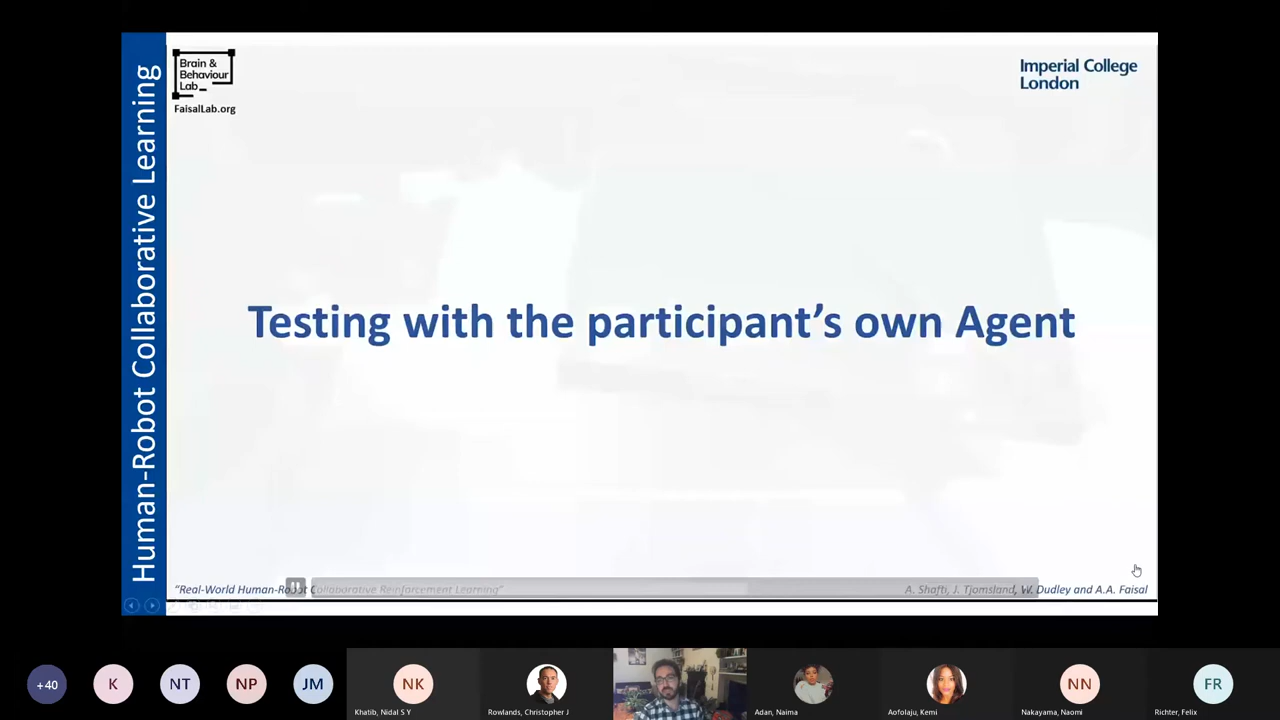 Human-Robot Collaborative Learning
Brain &
Behaviour
Lab
FaisalLab.org
Imperial College
London
Testing with the participant's own Agent
"Real-World Human-Robot Collaborative Reinforcement Learning"
A. Shafti, J. Tjomsland, W. Dudley and A.A. Faisal
+40
K
NT
NP
JM
NK
NN
FR
Khatib, Nidal S Y
Rowlands, Christopher J
Adan, Naima
Aofolaju, Kemi
Nakayama, Naomi
Richter, Felix